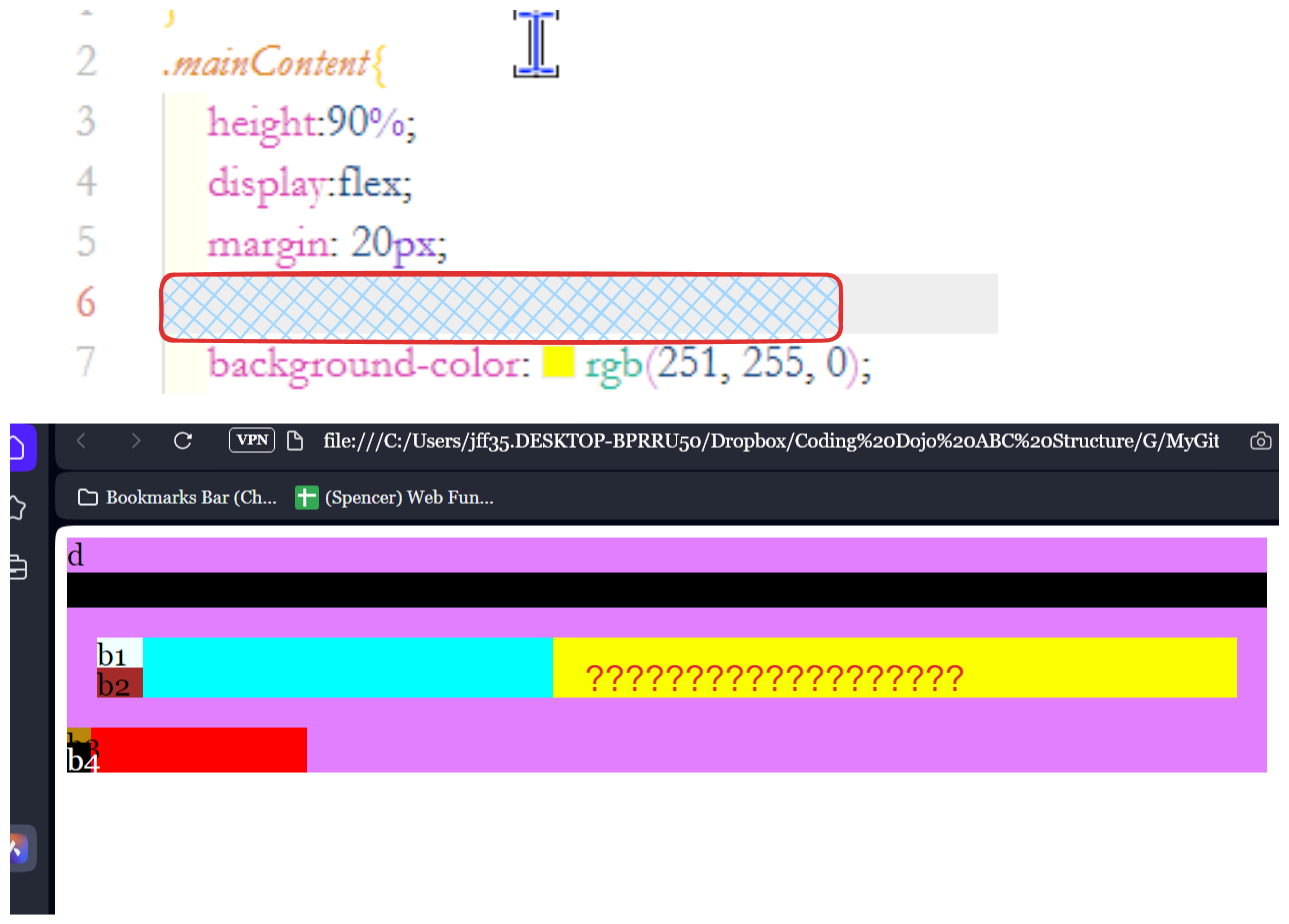 2 .mainContent{
3 height:90%;
4 display:flex;
5 margin: 20px;
6
7 background-color: rgb(251, 255, 0);
VPN file:///C:/Users/jff35.DESKTOP-BPRRU50/Dropbox/Coding%20Dojo%20ABC%20Structure/G/MyGit
Bookmarks Bar (Ch... (Spencer) Web Fun...
d
b1
b2
???????????????????
b3
b4